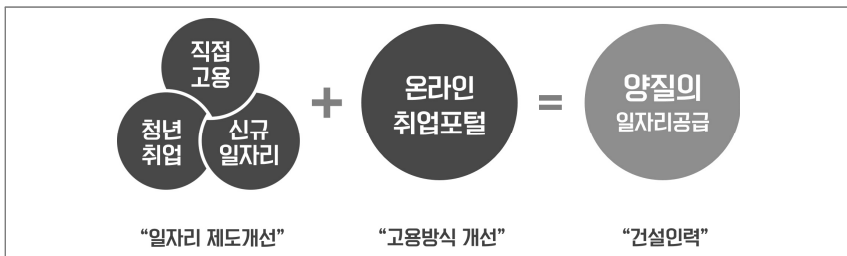 직접
고용
청년
취업
신규
일자리
+
온라인
취업포털
=
양질의
일자리공급
“일자리 제도개선”
“고용방식 개선”
“건설인력”